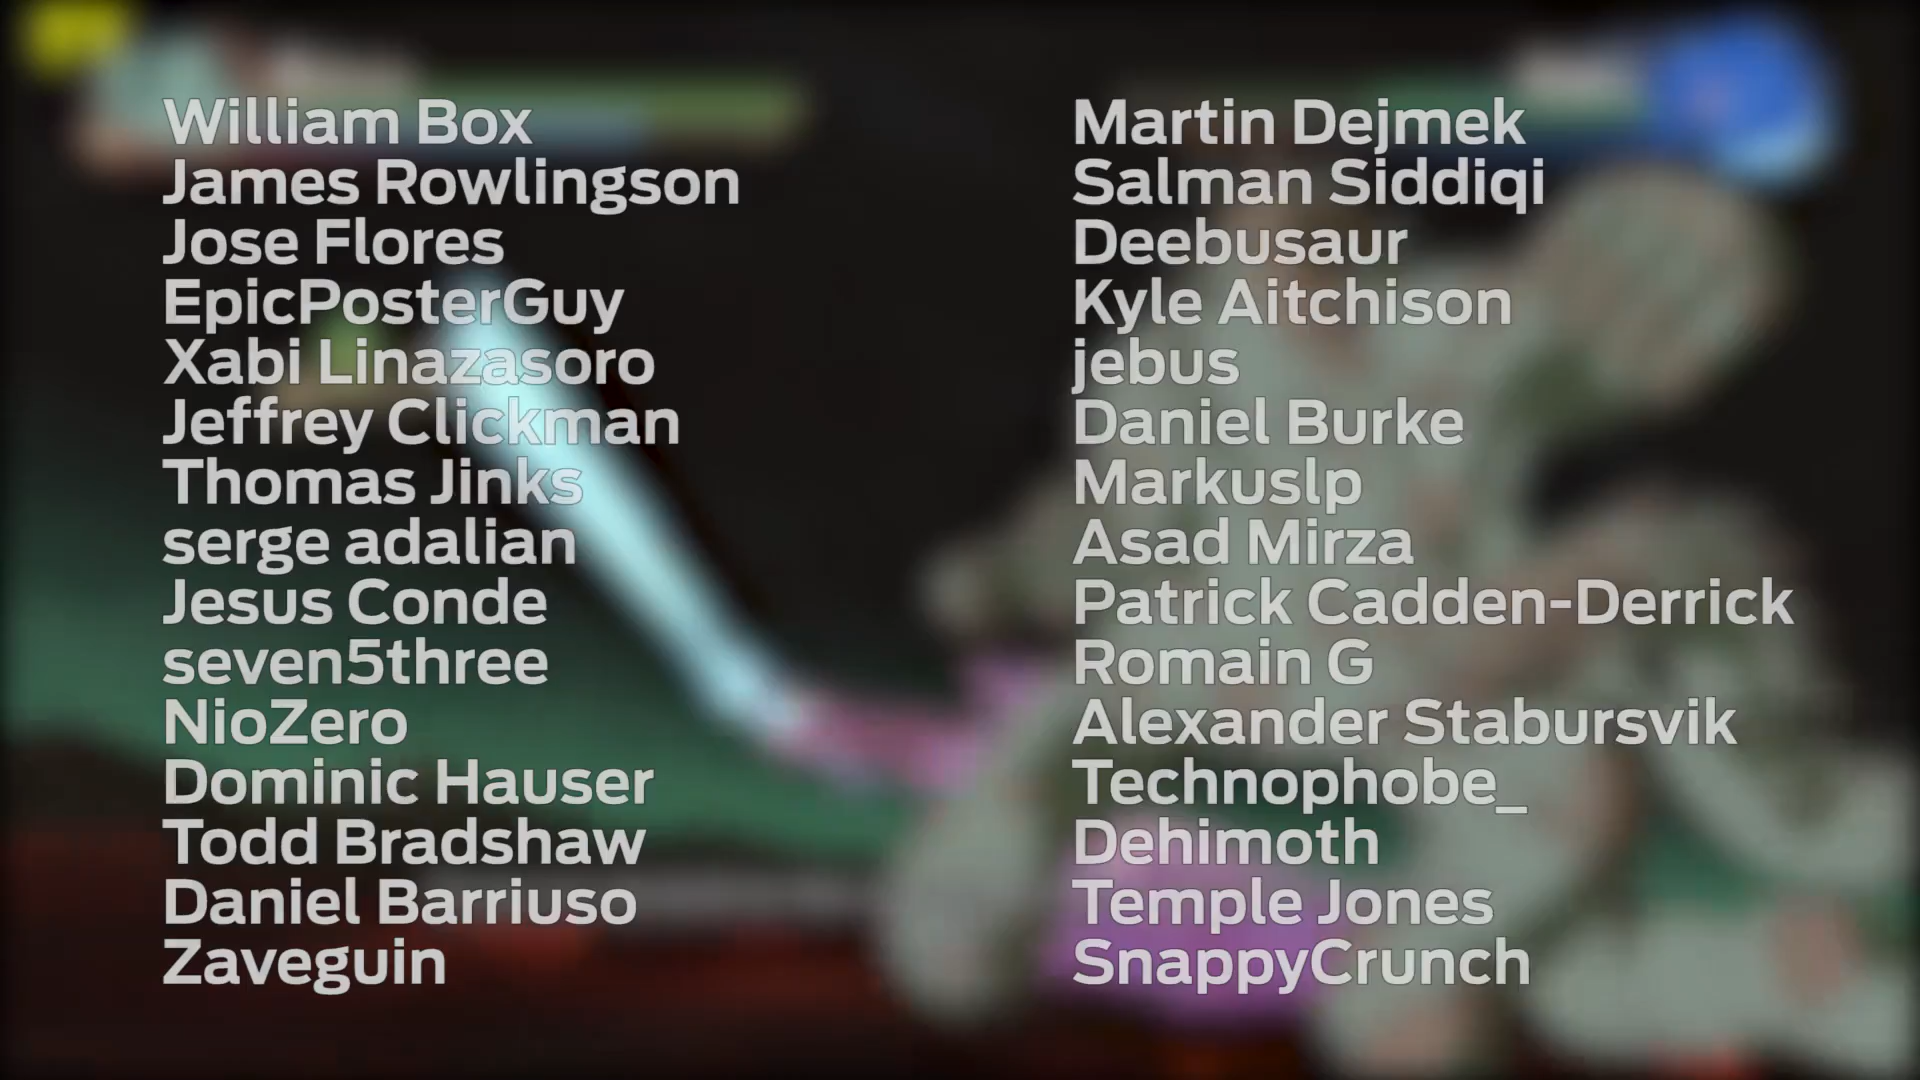 William Box
James Rowlingson
Jose Flores
EpicPosterGuy
Xabi Linazasoro
Jeffrey Clickman
Thomas Jinks
serge adalian
Jesus Conde
seven5three
NioZero
Dominic Hauser
Todd Bradshaw
Daniel Barriuso
Zaveguin
Martin Dejmek
Salman Siddiqi
Deebusaur
Kyle Aitchison
jebus
Daniel Burke
Markuslp
Asad Mirza
Patrick Cadden-Derrick
Romain G
Alexander Stabursvik
Technophobe_
Dehimoth
Temple Jones
SnappyCrunch